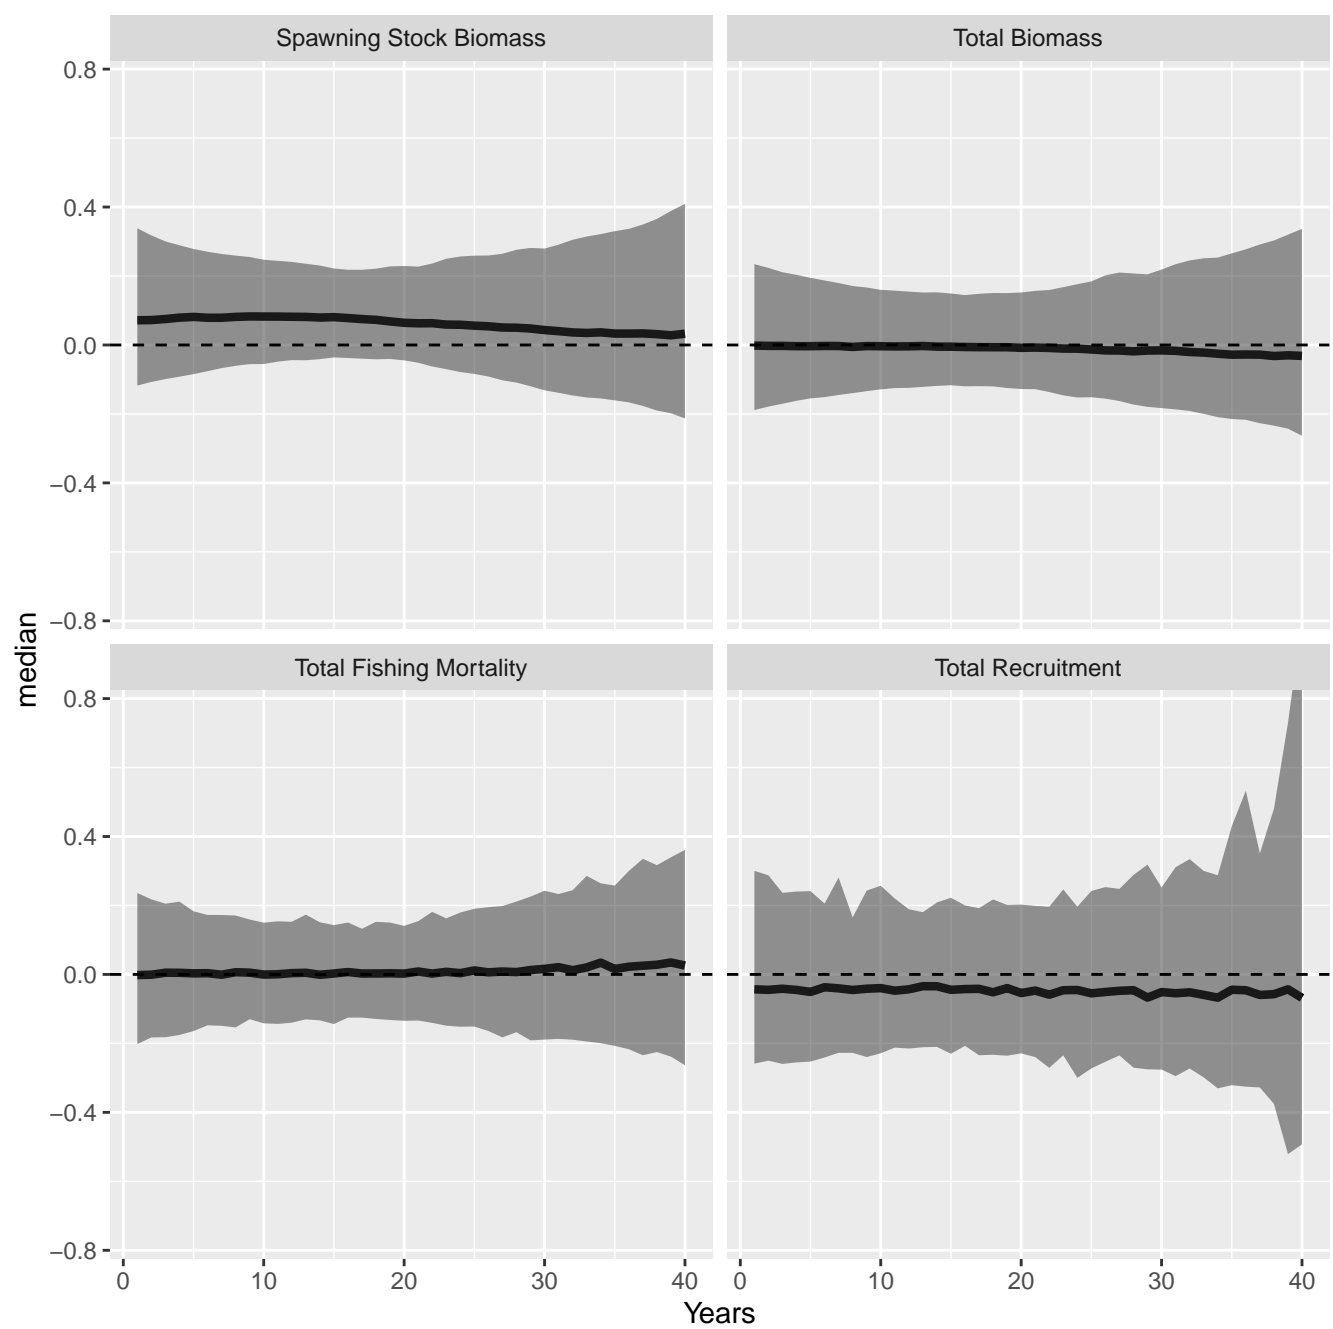 Spawning Stock Biomass
Total Biomass
0.8
0.4
0.0
−0.4
−0.8
median
Total Fishing Mortality
Total Recruitment
0.8
0.4
0.0
−0.4
−0.8
0 10 20 30 40
0 10 20 30 40
Years